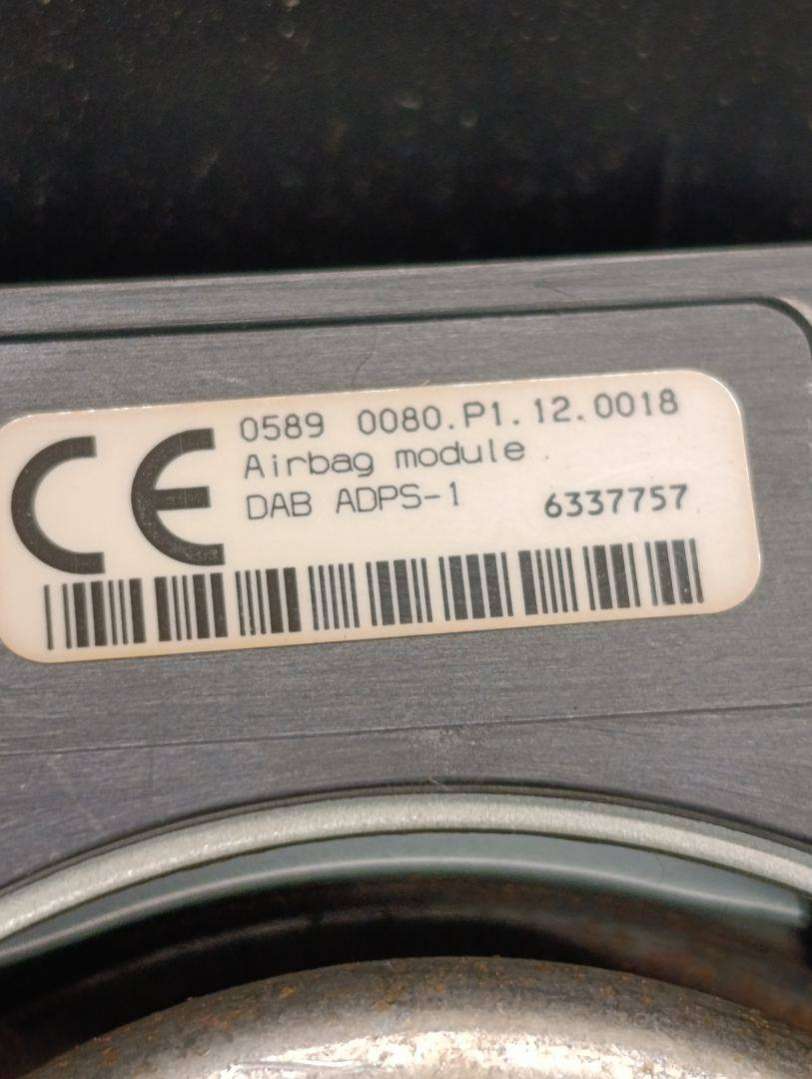 CE 0589 0080.P1.12.0018
Airbag module
DAB ADPS-1 6337757